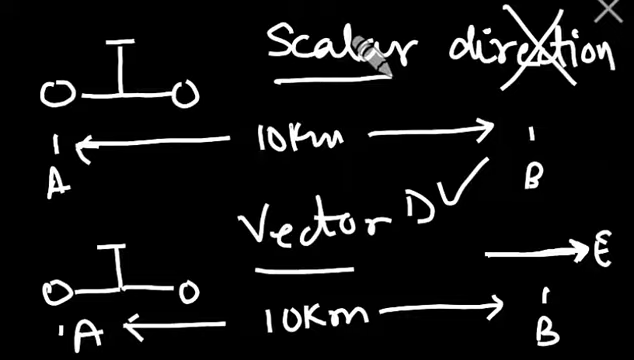 Scalar direction
10Km
A B
Vector D
E
10Km
A B